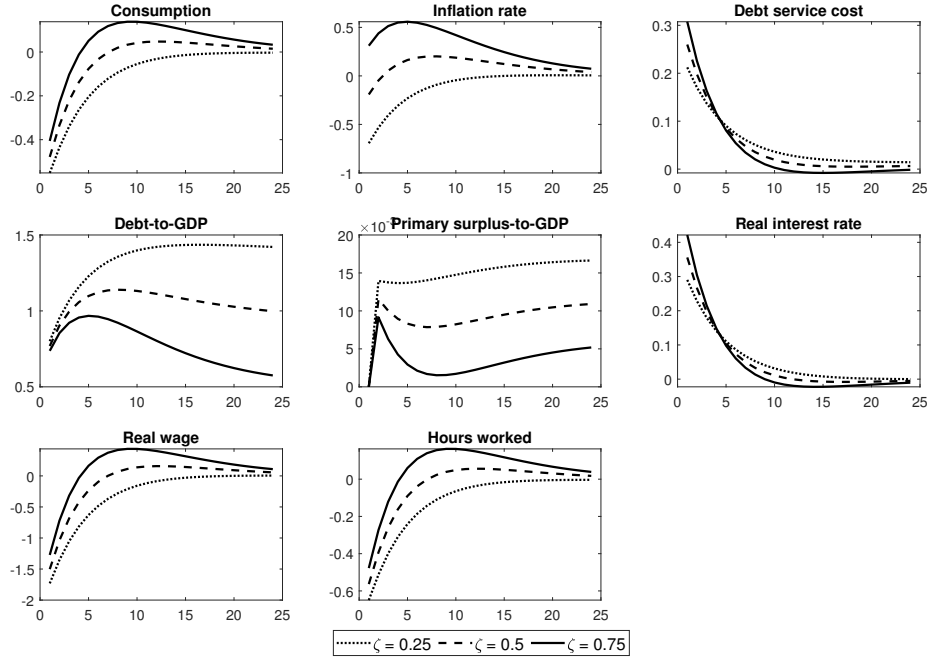 Consumption
Inflation rate
Debt service cost
0
-0.2
-0.4
0 5 10 15 20 25
0.5
0
-0.5
-1
0 5 10 15 20 25
0.3
0.2
0.1
0
0 5 10 15 20 25
Debt-to-GDP
Primary surplus-to-GDP
Real interest rate
1.5
1
0.5
0 5 10 15 20 25
20
15
10
5
0
0 5 10 15 20 25
0.4
0.3
0.2
0.1
0
0 5 10 15 20 25
Real wage
Hours worked
0
-0.5
-1
-1.5
-2
0 5 10 15 20 25
0
-0.2
-0.4
-0.6
0 5 10 15 20 25
ζ = 0.25 ζ = 0.5 ζ = 0.75